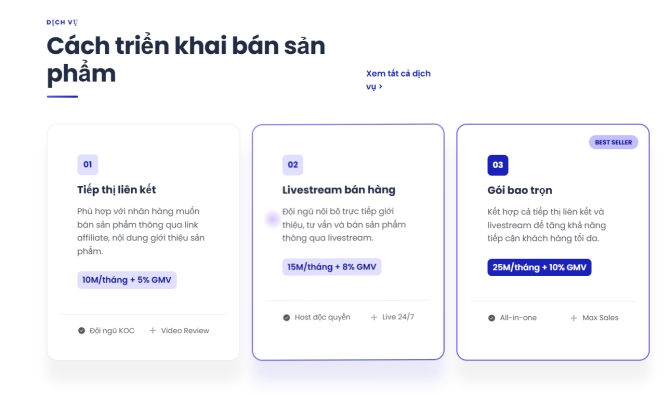 DỊCH VỤ
Cách triển khai bán sản
phẩm
Xem tất cả dịch
vụ >
01
Tiếp thị liên kết
Phù hợp với nhãn hàng muốn
bán sản phẩm thông qua link
affiliate, nội dung giới thiệu sản
phẩm.
10M/tháng + 5% GMV
Đội ngũ KOC
Video Review
02
Livestream bán hàng
Đội ngũ nội bộ trực tiếp giới
thiệu, tư vấn và bán sản phẩm
thông qua livestream.
15M/tháng + 8% GMV
Host độc quyền
Live 24/7
BEST SELLER
03
Gói bao trọn
Kết hợp cả tiếp thị liên kết và
livestream để tăng khả năng
tiếp cận khách hàng tối đa.
25M/tháng + 10% GMV
All-in-one
Max Sales